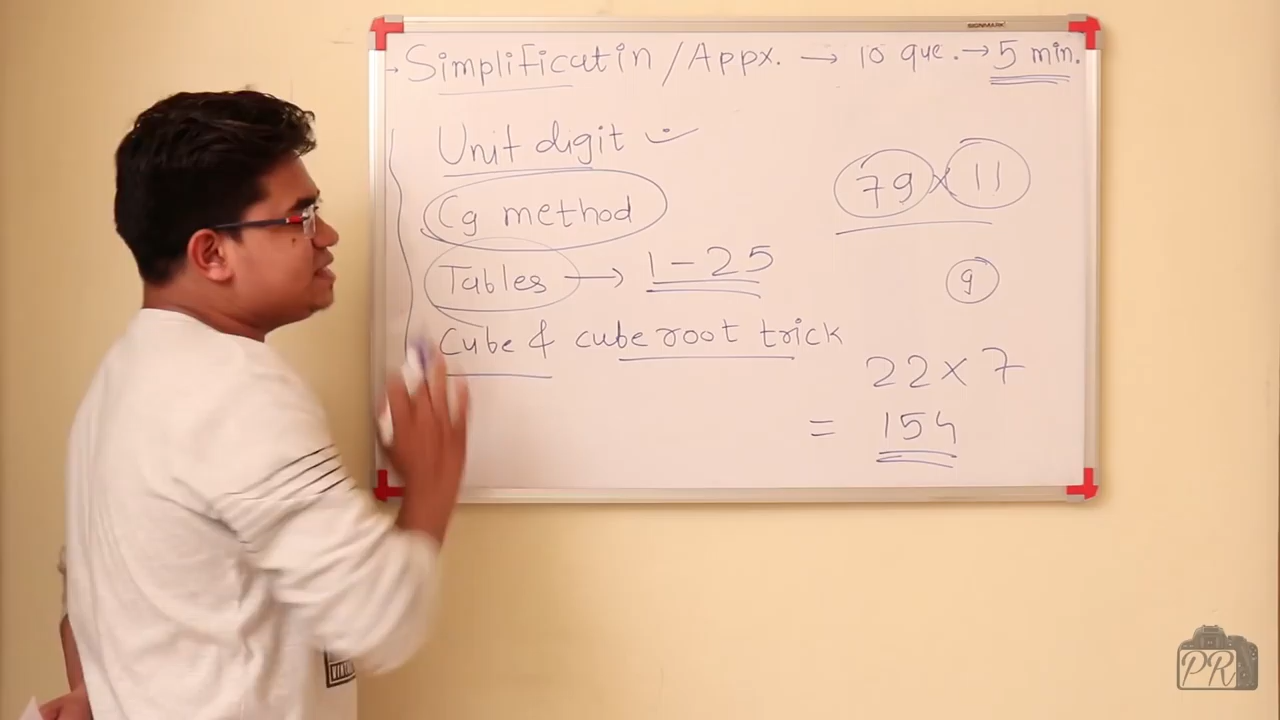 SIGNMARK
→ Simplificatin / Appx. → 10 que. → 5 min.
Unit digit
79 × 11
Cg method
Tables → 1 - 25
9
Cube & cube root trick
22 × 7
= 154
PR